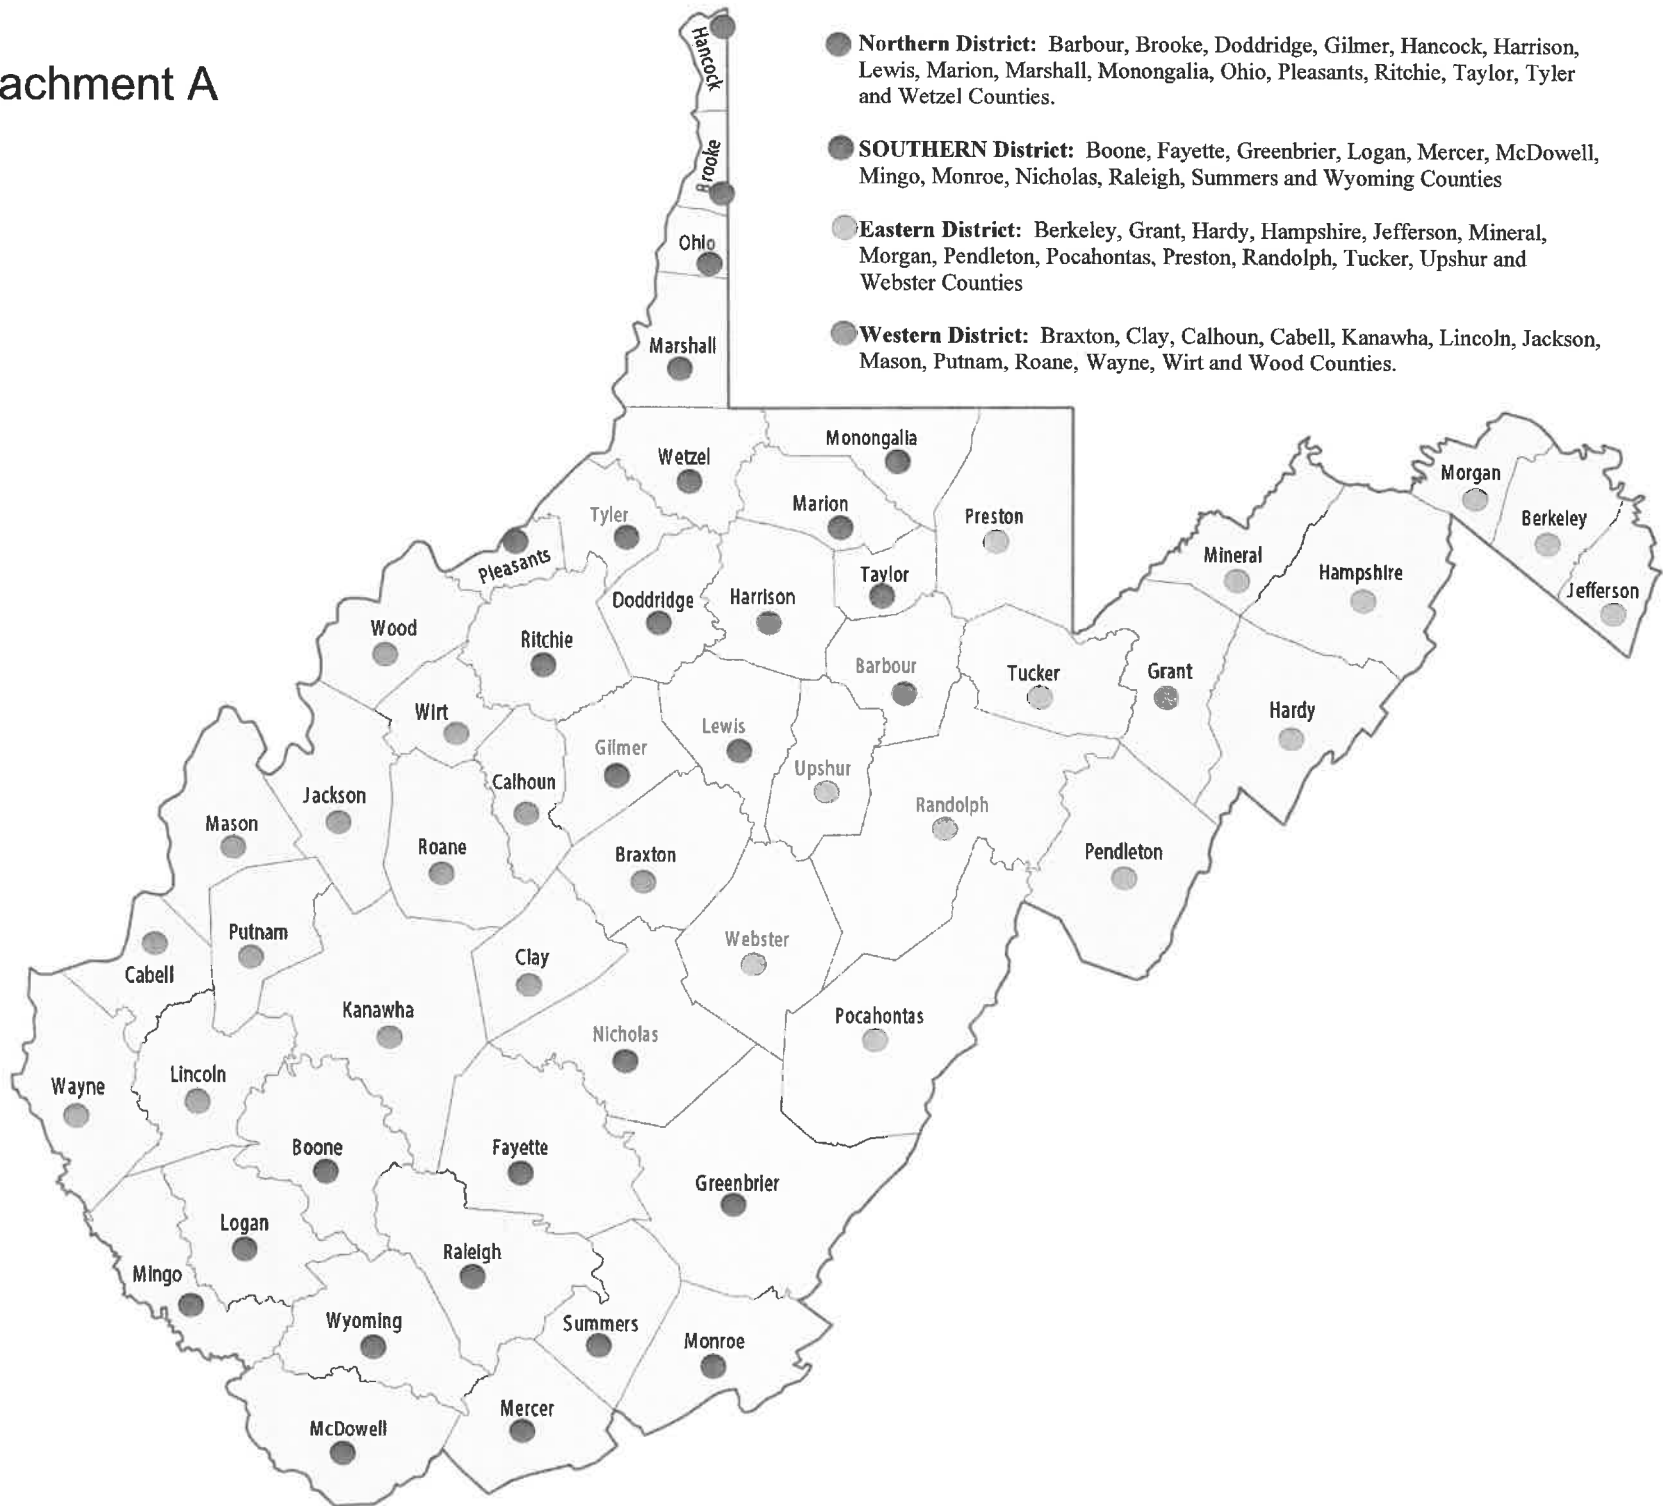 achment A
Northern District: Barbour, Brooke, Doddridge, Gilmer, Hancock, Harrison,
Lewis, Marion, Marshall, Monongalia, Ohio, Pleasants, Ritchie, Taylor, Tyler
and Wetzel Counties.
SOUTHERN District: Boone, Fayette, Greenbrier, Logan, Mercer, McDowell,
Mingo, Monroe, Nicholas, Raleigh, Summers and Wyoming Counties
Eastern District: Berkeley, Grant, Hardy, Hampshire, Jefferson, Mineral,
Morgan, Pendleton, Pocahontas, Preston, Randolph, Tucker, Upshur and
Webster Counties
Western District: Braxton, Clay, Calhoun, Cabell, Kanawha, Lincoln, Jackson,
Mason, Putnam, Roane, Wayne, Wirt and Wood Counties.
Hancock
Brooke
Ohio
Marshall
Wetzel
Monongalia
Marion
Tyler
Preston
Morgan
Berkeley
Mineral
Hampshire
Jefferson
Pleasants
Taylor
Doddridge
Harrison
Wood
Ritchie
Barbour
Tucker
Grant
Hardy
Wirt
Lewis
Gilmer
Upshur
Calhoun
Jackson
Randolph
Mason
Roane
Braxton
Pendleton
Putnam
Webster
Clay
Cabell
Kanawha
Pocahontas
Nicholas
Lincoln
Wayne
Boone
Fayette
Greenbrier
Logan
Raleigh
Mingo
Wyoming
Summers
Monroe
Mercer
McDowell